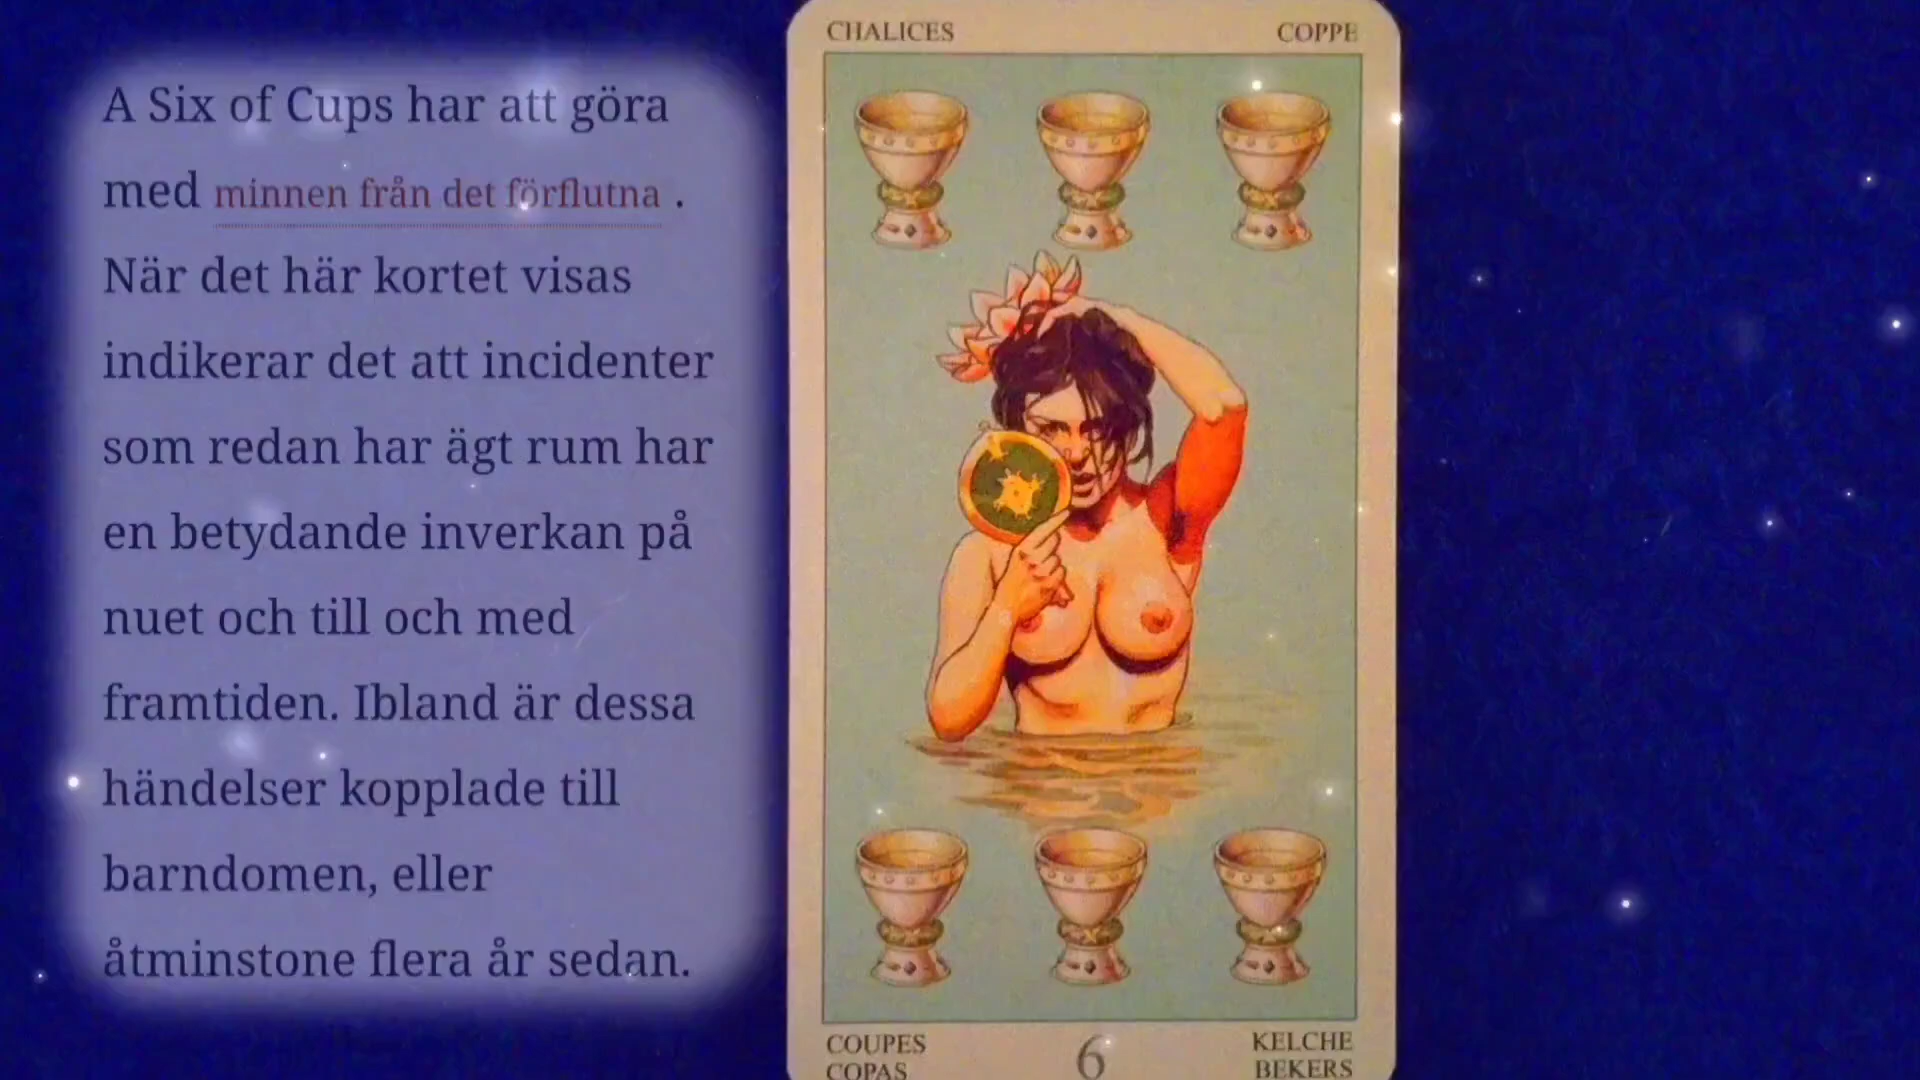 A Six of Cups har att göra
med minnen från det förflutna .
När det här kortet visas
indikerar det att incidenter
som redan har ägt rum har
en betydande inverkan på
nuet och till och med
framtiden. Ibland är dessa
händelser kopplade till
barndomen, eller
åtminstone flera år sedan.
CHALICES COPPE
COUPES 6 KELCHE
COPAS BEKERS